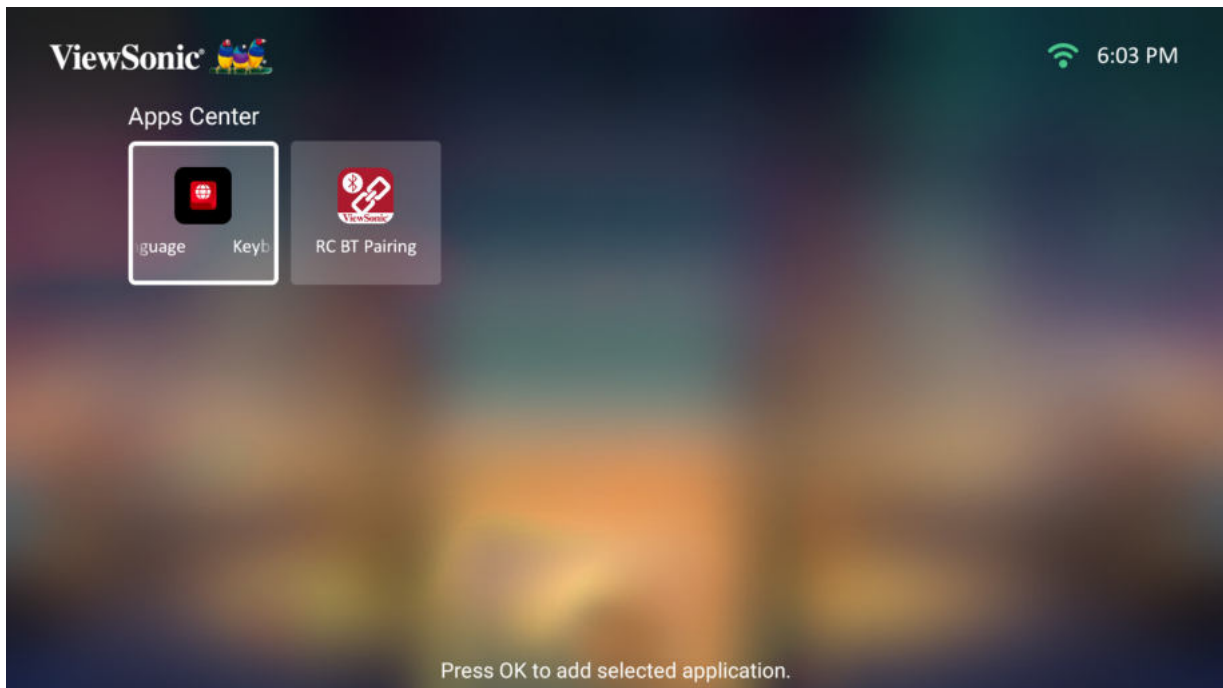 ViewSonic
6:03 PM
Apps Center
guage Keyb
ViewSonic
RC BT Pairing
Press OK to add selected application.